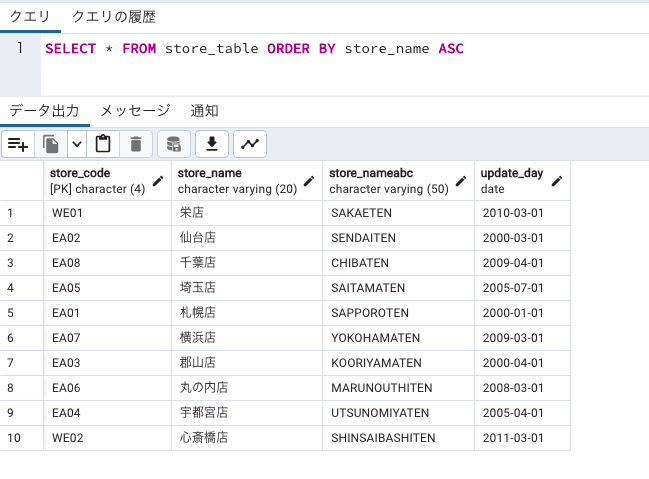 クエリ クエリの履歴
1 SELECT * FROM store_table ORDER BY store_name ASC
データ出力 メッセージ 通知
store_code store_name store_nameabc update_day
[PK] character (4) character varying (20) character varying (50) date
1 WE01 栄店 SAKAETEN 2010-03-01
2 EA02 仙台店 SENDAITEN 2000-03-01
3 EA08 千葉店 CHIBATEN 2009-04-01
4 EA05 埼玉店 SAITAMATEN 2005-07-01
5 EA01 札幌店 SAPPOROTEN 2000-01-01
6 EA07 横浜店 YOKOHAMATEN 2009-03-01
7 EA03 郡山店 KOORIYAMATEN 2000-04-01
8 EA06 丸の内店 MARUNOUTHITEN 2008-03-01
9 EA04 宇都宮店 UTSUNOMIYATEN 2005-04-01
10 WE02 心斎橋店 SHINSAIBASHITEN 2011-03-01